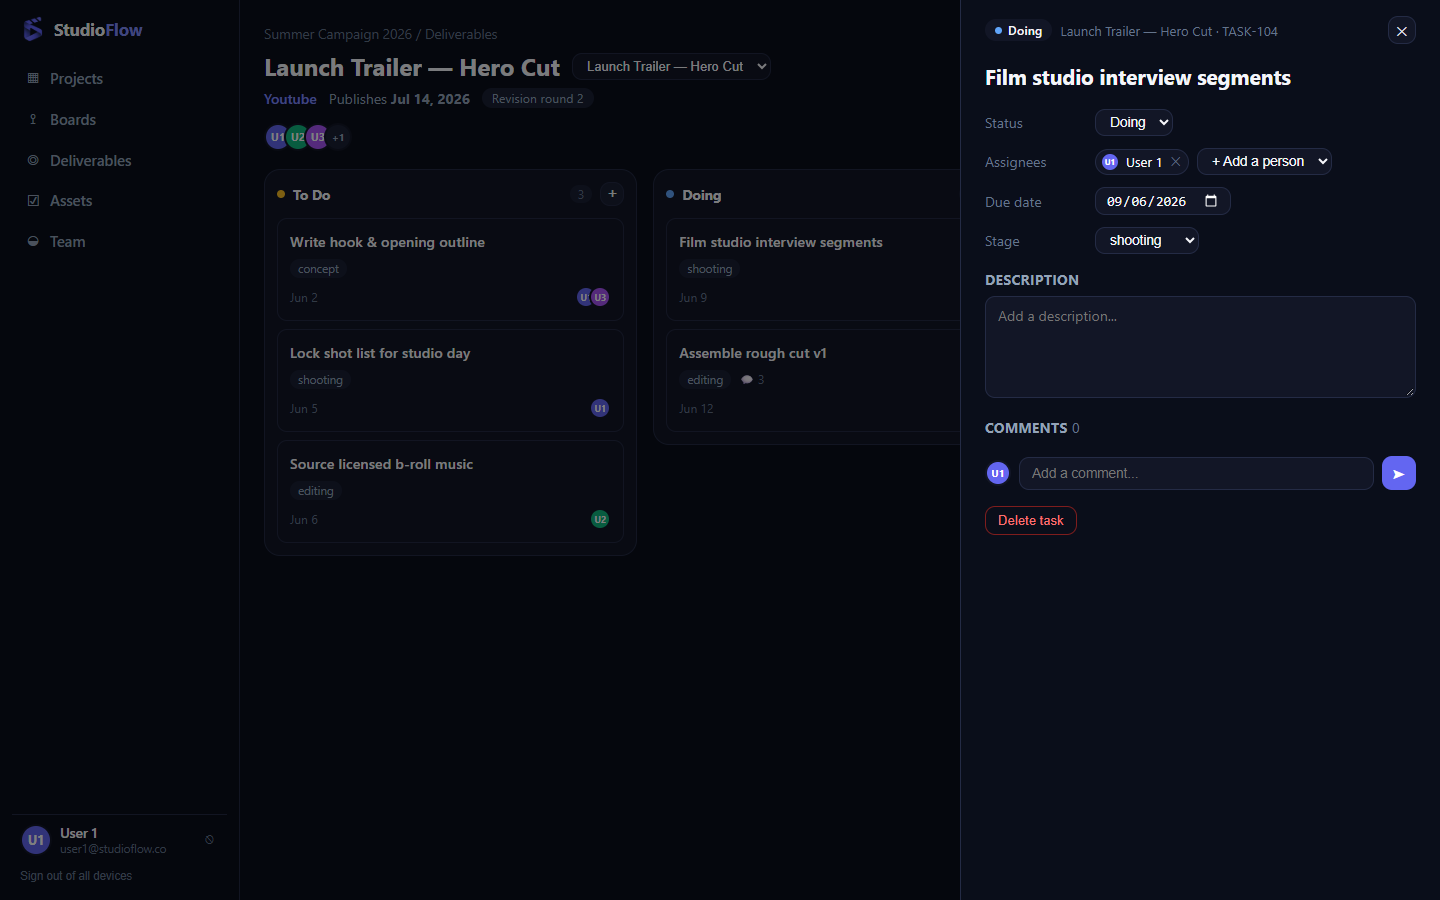 StudioFlow
Projects
Boards
Deliverables
Assets
Team
User 1
user1@studioflow.co
Sign out of all devices
Summer Campaign 2026 / Deliverables
Launch Trailer — Hero Cut
Launch Trailer — Hero Cut
Youtube Publishes Jul 14, 2026 Revision round 2
U1 U2 U3 +1
To Do 3 +
Write hook & opening outline
concept
Jun 2 U3
Lock shot list for studio day
shooting
Jun 5 U1
Source licensed b-roll music
editing
Jun 6 U2
Doing
Film studio interview segments
shooting
Jun 9
Assemble rough cut v1
editing 3
Jun 12
Doing Launch Trailer — Hero Cut · TASK-104
Film studio interview segments
Status Doing
Assignees U1 User 1 + Add a person
Due date 09/06/2026
Stage shooting
DESCRIPTION
Add a description...
COMMENTS 0
U1 Add a comment...
Delete task
U1